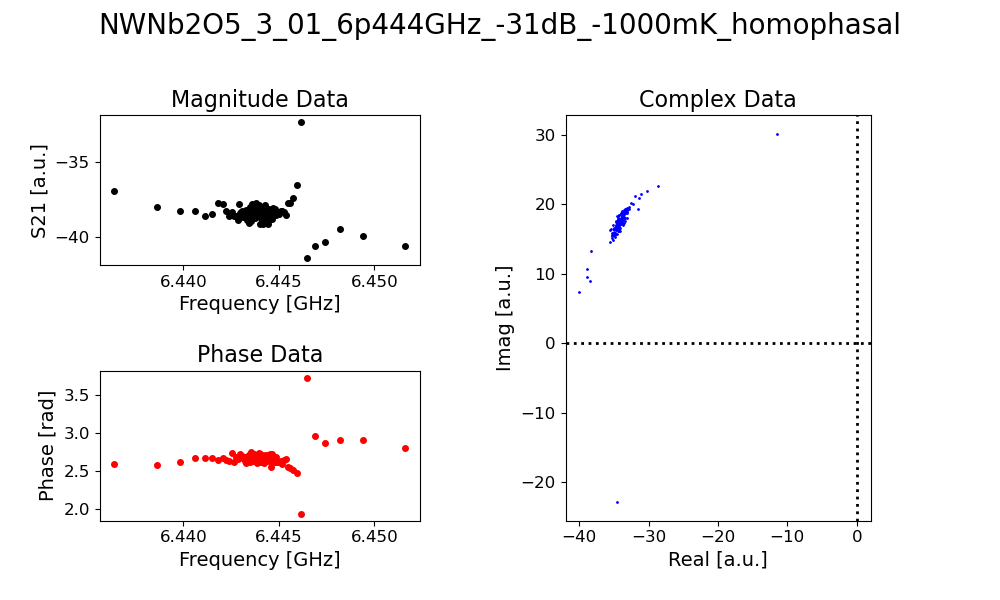 NWNb2O5_3_01_6p444GHz_-31dB_-1000mK_homophasal
Magnitude Data
S21 [a.u.]
−35
−40
6.440 6.445 6.450
Frequency [GHz]
Phase Data
Phase [rad]
3.5
3.0
2.5
2.0
6.440 6.445 6.450
Frequency [GHz]
Complex Data
Imag [a.u.]
30
20
10
0
−10
−20
−40 −30 −20 −10 0
Real [a.u.]